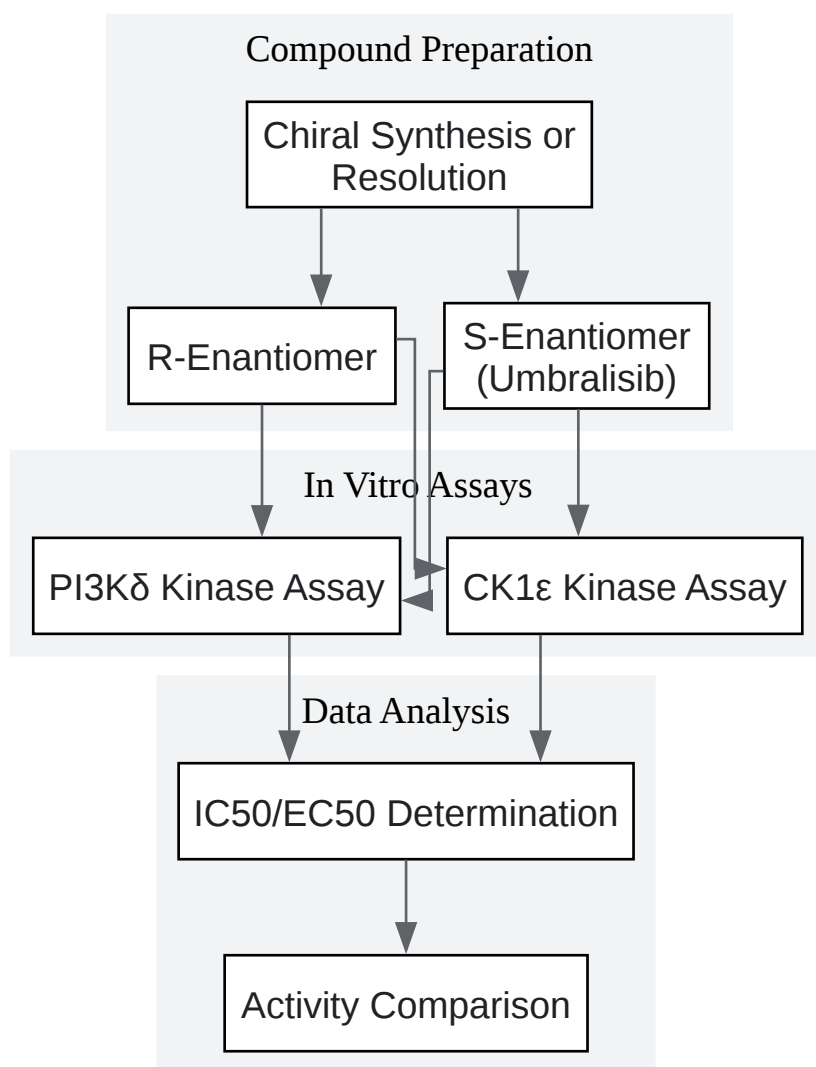 Compound Preparation
Chiral Synthesis or
Resolution
R-Enantiomer
S-Enantiomer
(Umbralisib)
In Vitro Assays
PI3Kδ Kinase Assay
CK1ε Kinase Assay
Data Analysis
IC50/EC50 Determination
Activity Comparison